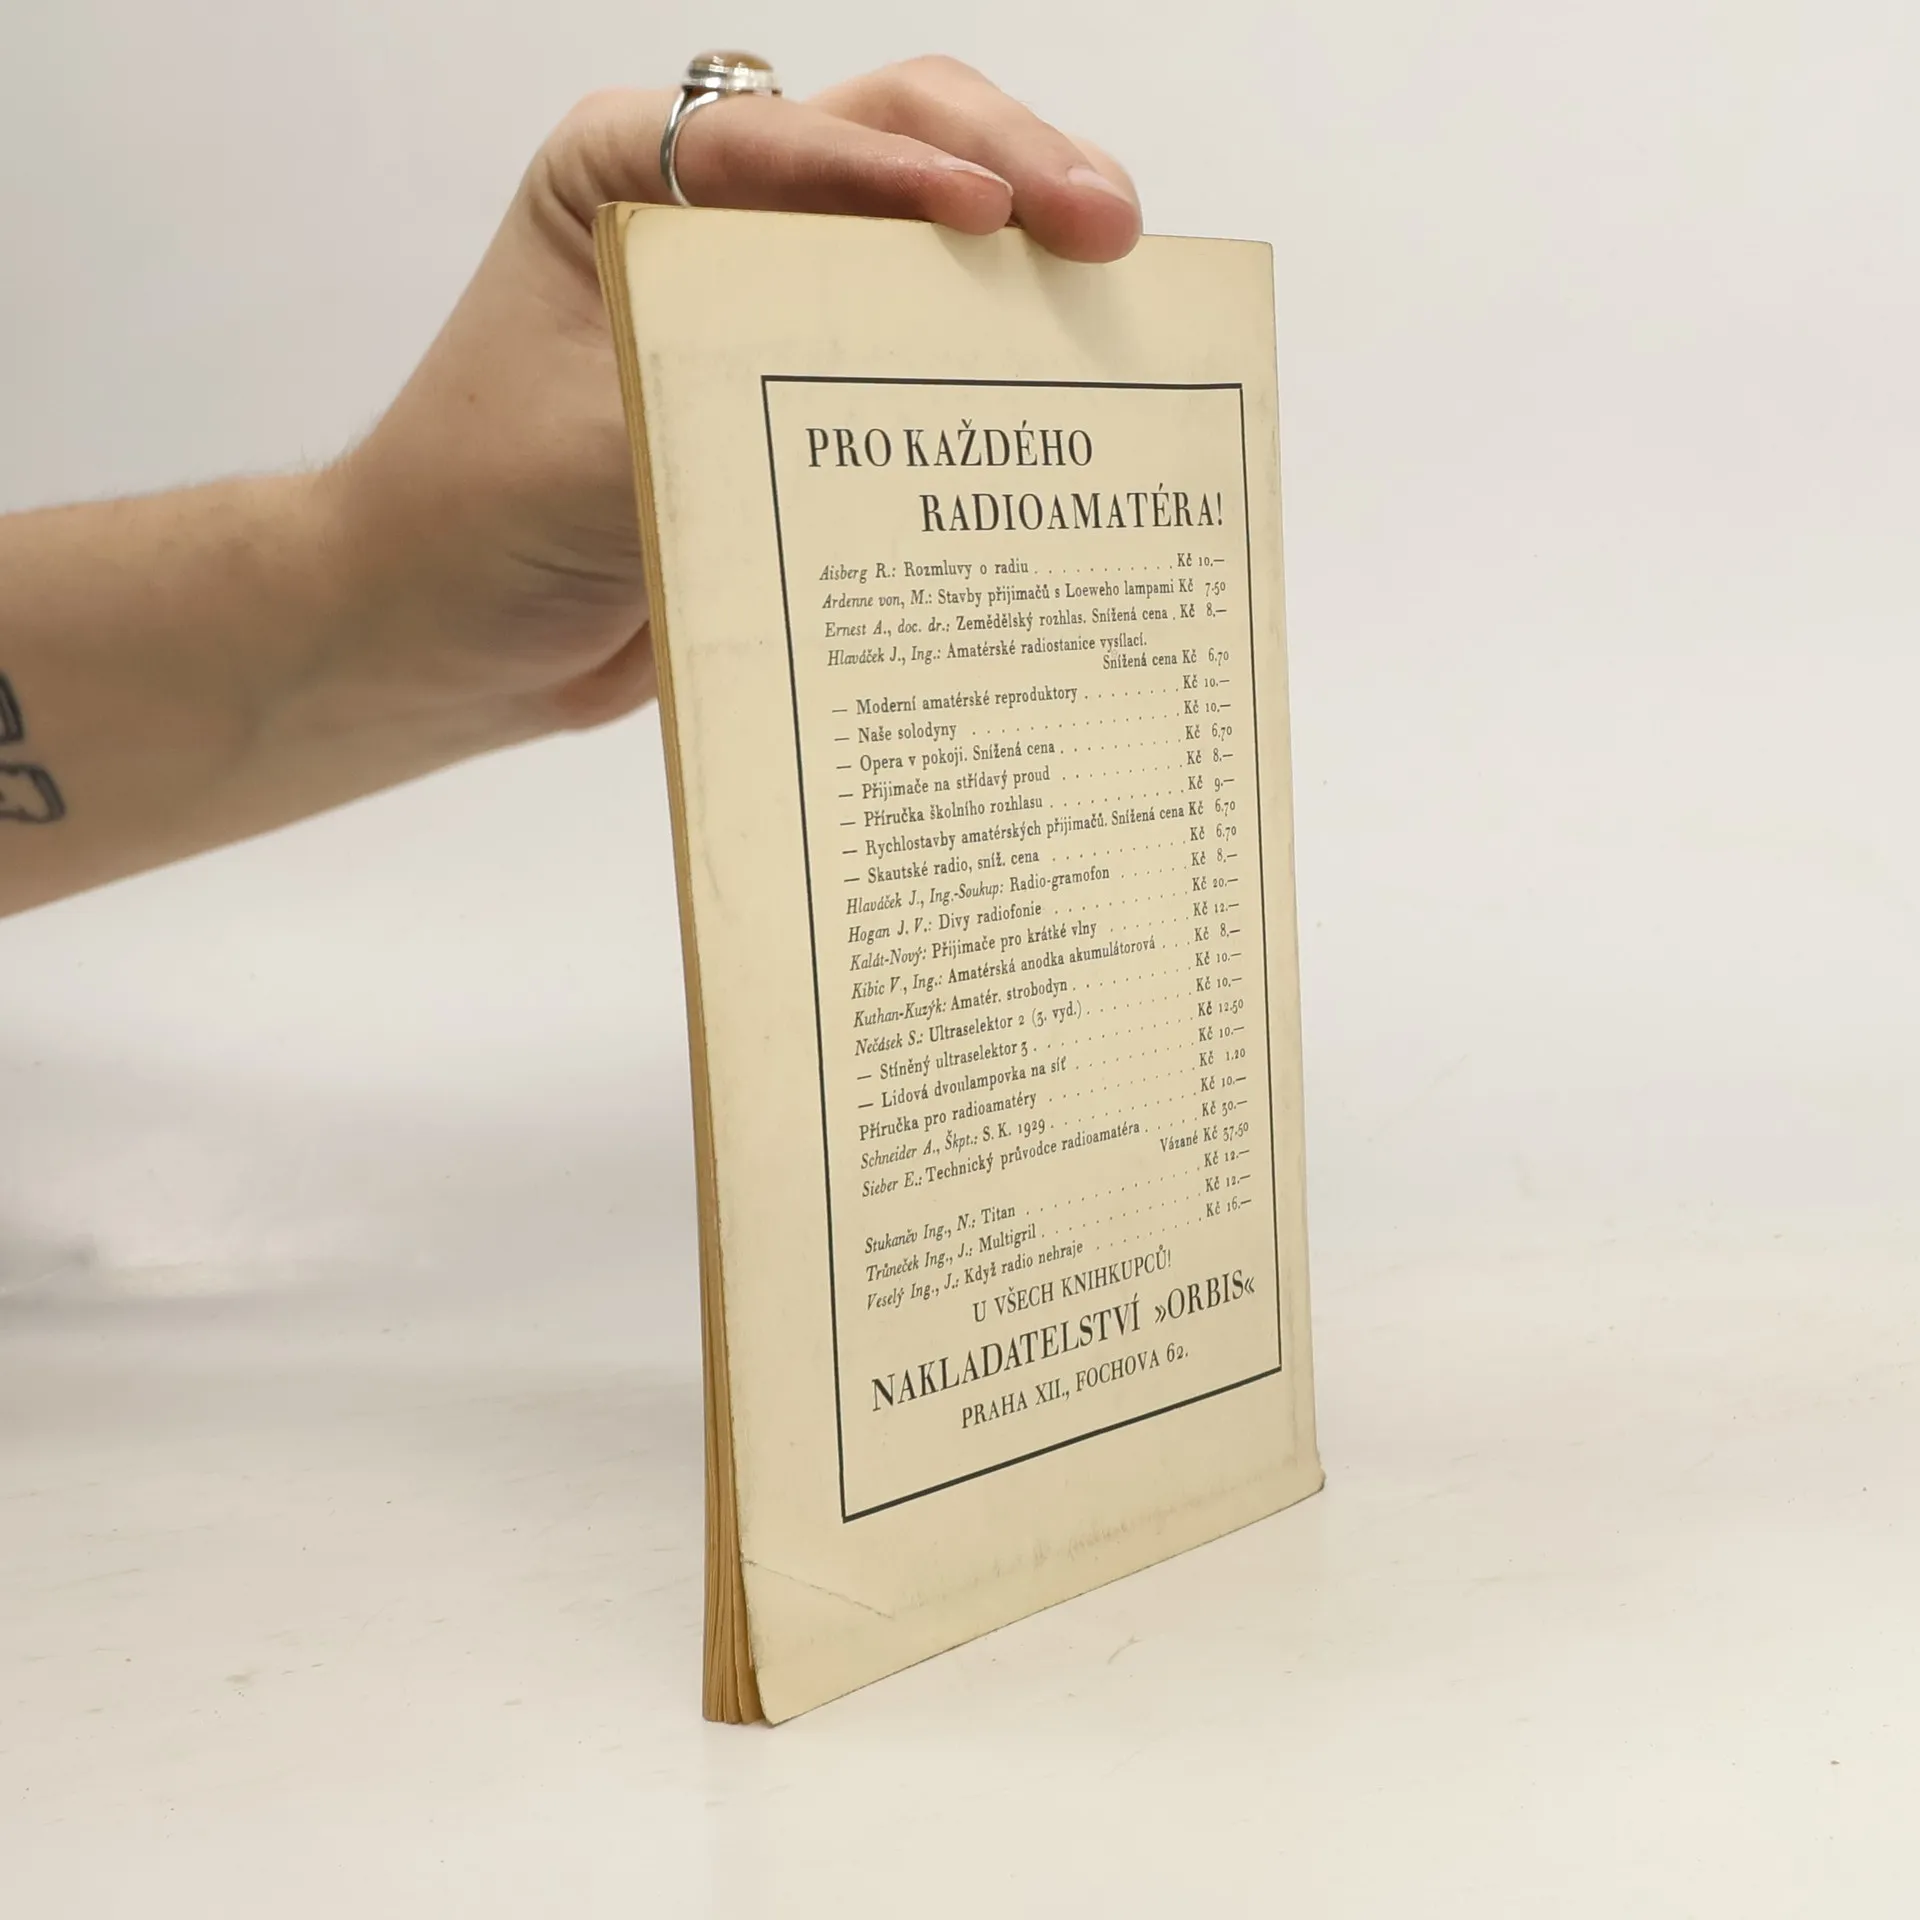 PRO KAŽDÉHO
RADIOAMATÉRA!
Aisberg R.: Rozmluvy o radiu . . . . . . . . . . . Kč 10.—
Ardenne von, M.: Stavby přijimačů s Loeweho lampami Kč 7.50
Ernest A., doc. dr.: Zemědělský rozhlas. Snížená cena . Kč 8.—
Hlaváček J., Ing.: Amatérské radiostanice vysílací.
Snížená cena Kč 6.70
— Moderní amatérské reproduktory . . . . . . . . Kč 10.—
— Naše solodyny . . . . . . . . . . . . . Kč 10.—
— Opera v pokoji. Snížená cena . . . . . . . . . . Kč 6.70
— Přijimače na střídavý proud . . . . . . . . . . Kč 8.—
— Příručka školního rozhlasu . . . . . . . . . . . Kč 9.—
— Rychlostavby amatérských přijimačů. Snížená cena Kč 6.70
— Skautské radio, sníž. cena . . . . . . . . . . . Kč 6.70
Hlaváček J., Ing.-Soukup: Radio-gramofon . . . . . . Kč 8.—
Hogan J. V.: Divy radiofonie . . . . . . . . . . . Kč 20.—
Kalát-Nový: Přijimače pro krátké vlny . . . . . . . Kč 12.—
Kibic V., Ing.: Amatérská anodka akumulátorová . . . Kč 8.—
Kuthan-Kuzýk: Amatér. strobodyn . . . . . . . . . . Kč 10.—
Nečásek S.: Ultraselektor 2 (3. vyd.) . . . . . . . . . Kč 10.—
— Stíněný ultraselektor 3 . . . . . . . . . . . . Kč 12.50
— Lidová dvoulampovka na síť . . . . . . . . . . Kč 10.—
Příručka pro radioamatéry . . . . . . . . . . . . Kč 1.20
Schneider A., Škpt.: S. K. 1929 . . . . . . . . . . . Kč 10.—
Sieber E.: Technický průvodce radioamatéra . . . . . Kč 30.—
Vázané Kč 37.50
Stukaněv Ing., N.: Titan . . . . . . . . . . . . . Kč 12.—
Trůneček Ing., J.: Multigril . . . . . . . . . . . . Kč 12.—
Veselý Ing., J.: Když radio nehraje . . . . . . . . . Kč 16.—
U VŠECH KNIHKUPCŮ!
NAKLADATELSTVÍ »ORBIS«
PRAHA XII., FOCHOVA 62.